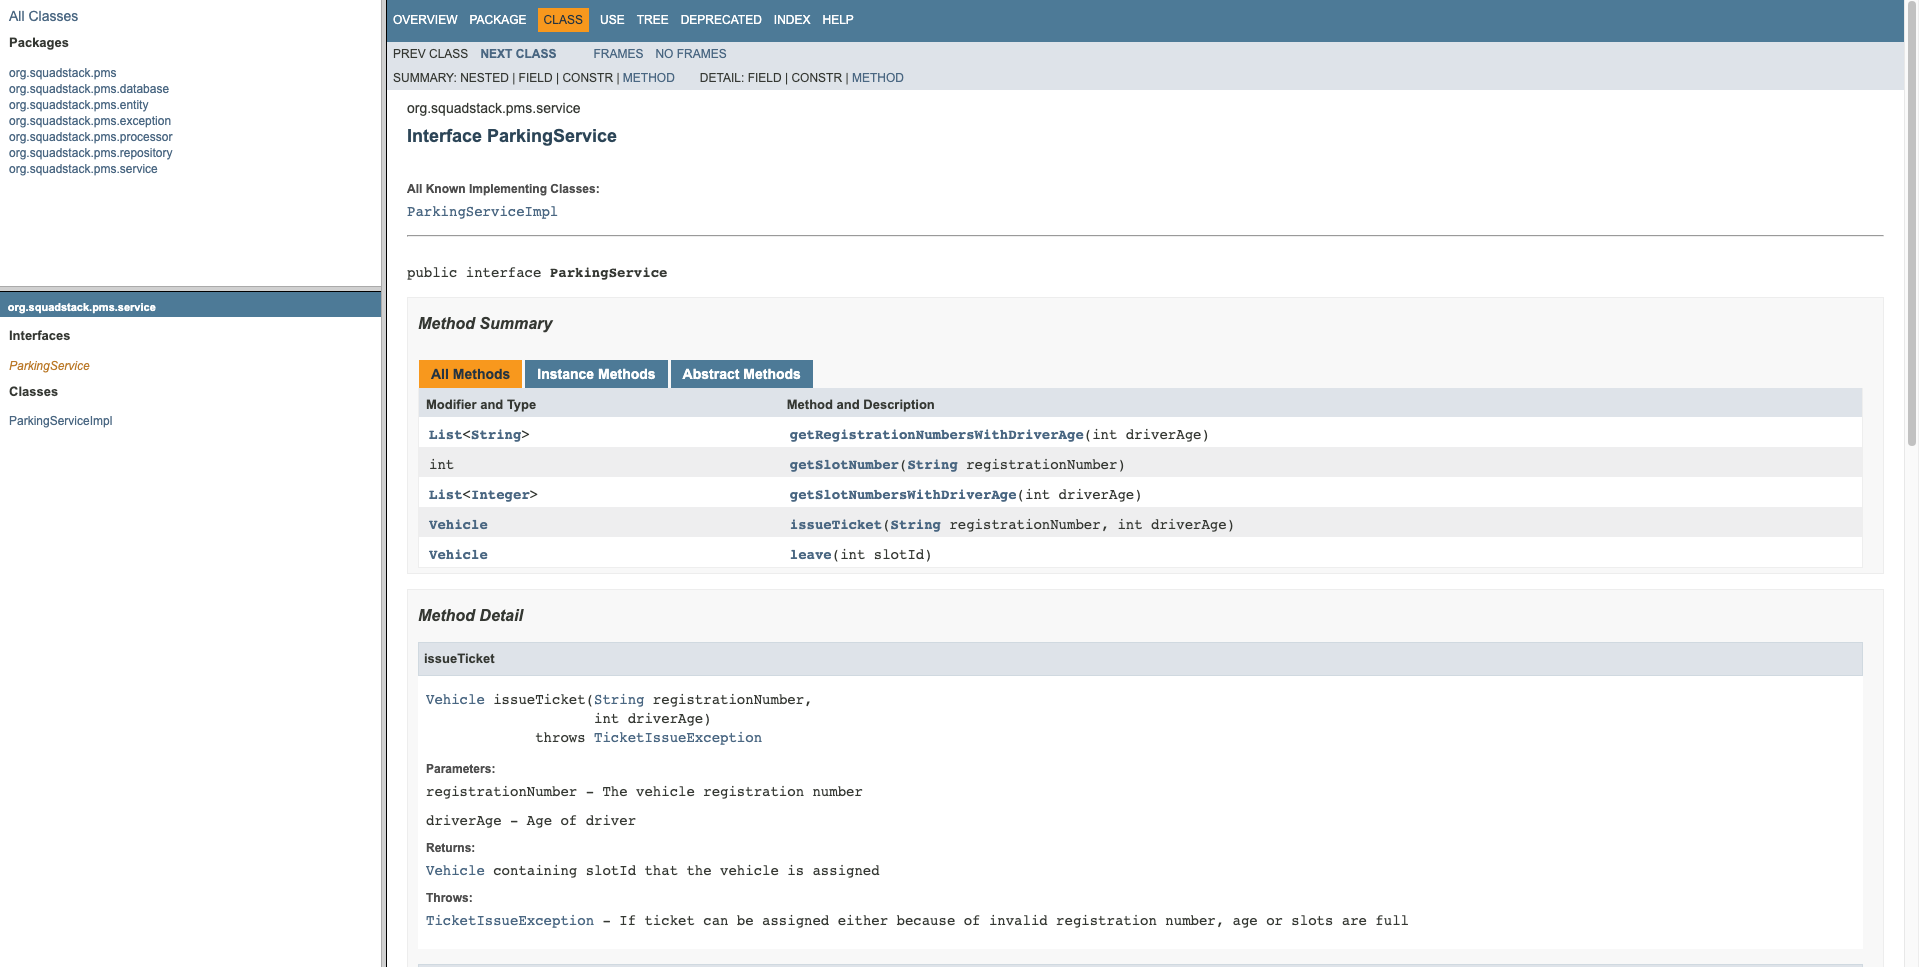 All Classes
Packages
org.squadstack.pms
org.squadstack.pms.database
org.squadstack.pms.entity
org.squadstack.pms.exception
org.squadstack.pms.processor
org.squadstack.pms.repository
org.squadstack.pms.service
org.squadstack.pms.service
Interfaces
ParkingService
Classes
ParkingServiceImpl
OVERVIEW PACKAGE CLASS USE TREE DEPRECATED INDEX HELP
PREV CLASS NEXT CLASS FRAMES NO FRAMES
SUMMARY: NESTED | FIELD | CONSTR | METHOD DETAIL: FIELD | CONSTR | METHOD
org.squadstack.pms.service
Interface ParkingService
All Known Implementing Classes:
ParkingServiceImpl
public interface ParkingService
Method Summary
All Methods Instance Methods Abstract Methods
Modifier and Type Method and Description
List<String> getRegistrationNumbersWithDriverAge(int driverAge)
int getSlotNumber(String registrationNumber)
List<Integer> getSlotNumbersWithDriverAge(int driverAge)
Vehicle issueTicket(String registrationNumber, int driverAge)
Vehicle leave(int slotId)
Method Detail
issueTicket
Vehicle issueTicket(String registrationNumber,
int driverAge)
throws TicketIssueException
Parameters:
registrationNumber – The vehicle registration number
driverAge – Age of driver
Returns:
Vehicle containing slotId that the vehicle is assigned
Throws:
TicketIssueException – If ticket can be assigned either because of invalid registration number, age or slots are full